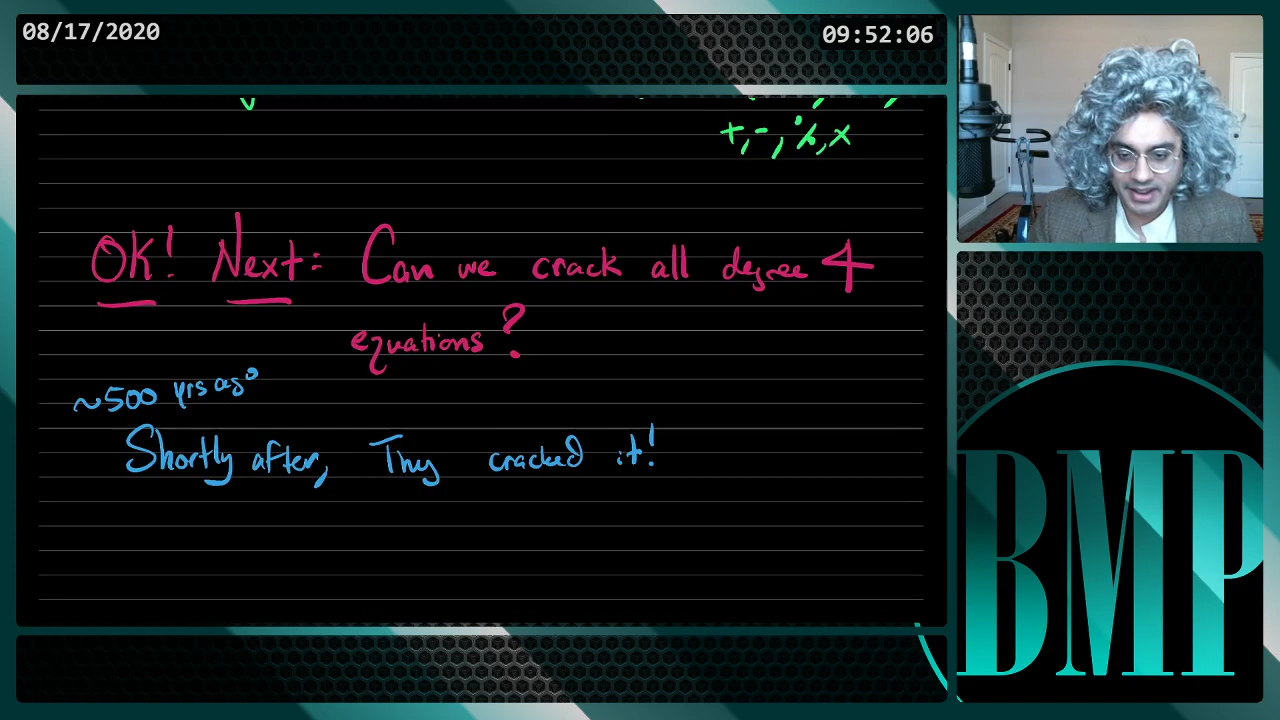 08/17/2020
09:52:06
+, -, %, x
OK! Next: Can we crack all degree 4
equations?
~500 yrs ago
Shortly after, They cracked it!
BMP